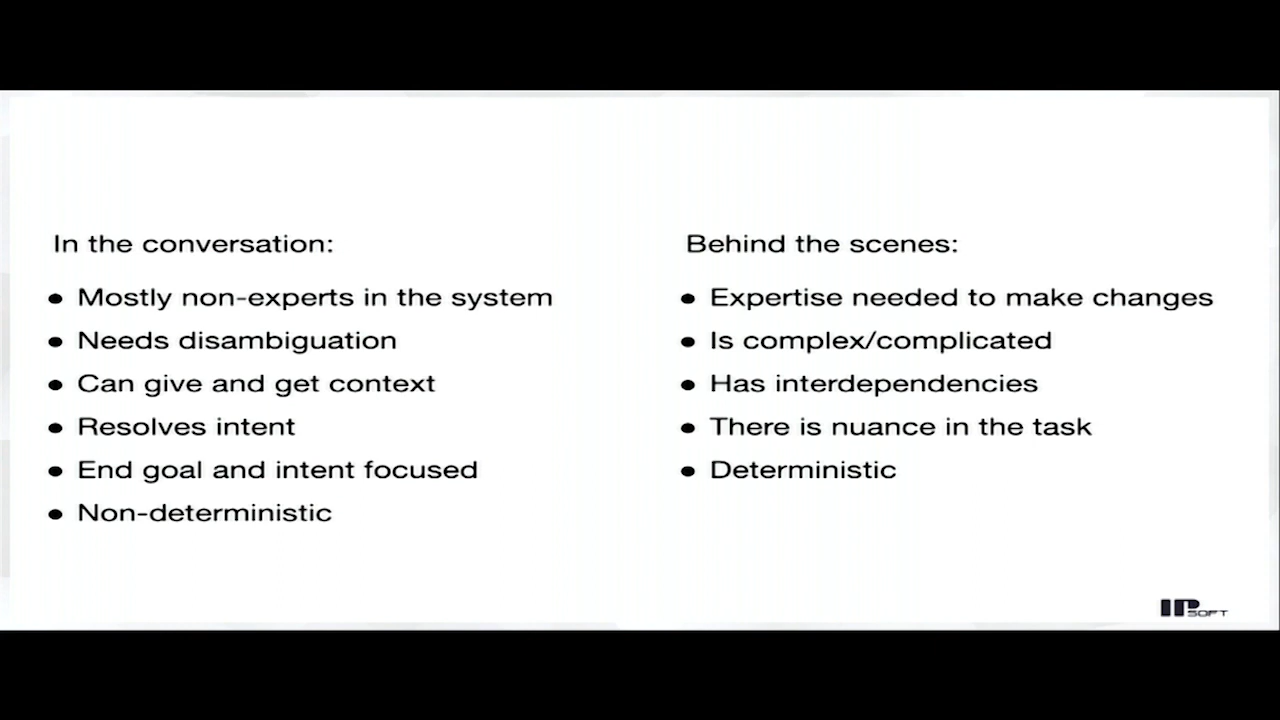 In the conversation:
• Mostly non-experts in the system
• Needs disambiguation
• Can give and get context
• Resolves intent
• End goal and intent focused
• Non-deterministic
Behind the scenes:
• Expertise needed to make changes
• Is complex/complicated
• Has interdependencies
• There is nuance in the task
• Deterministic
IPSOFT